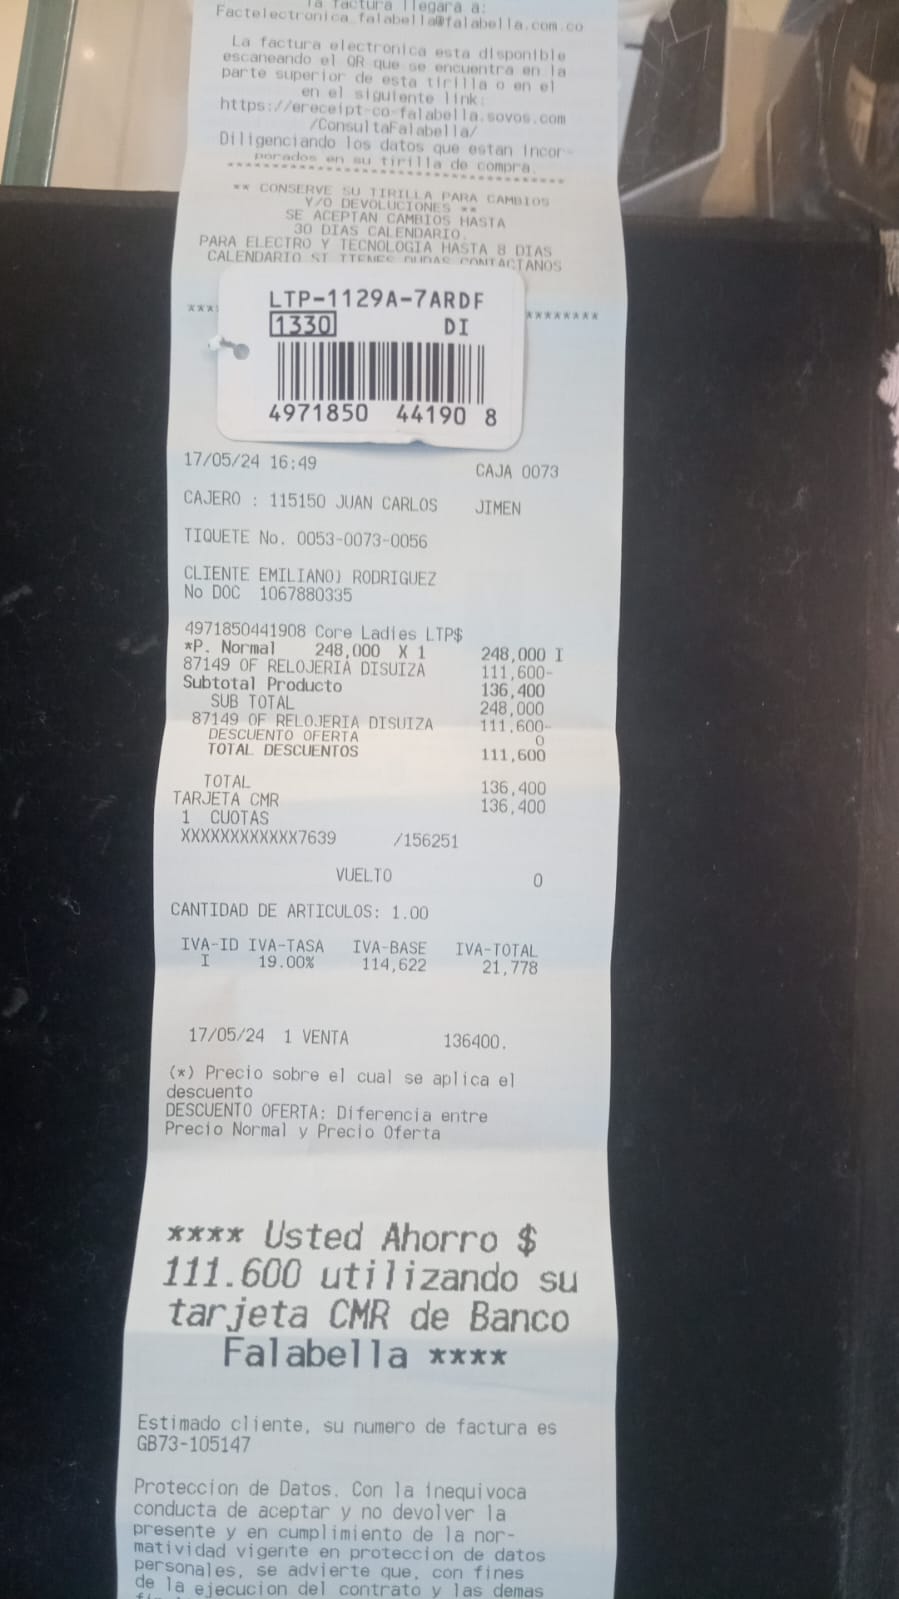 la factura llegara a:
Factelectronica_falabella@falabella.com.co
La factura electronica esta disponible
escaneando el QR que se encuentra en la
parte superior de esta tirilla o en el
en el siguiente link:
https://ereceipt-co-falabella.sovos.com
/ConsultaFalabella/
Diligenciando los datos que estan incor-
porados en su tirilla de compra.
****************************************
** CONSERVE SU TIRILLA PARA CAMBIOS
Y/O DEVOLUCIONES **
SE ACEPTAN CAMBIOS HASTA
30 DIAS CALENDARIO.
PARA ELECTRO Y TECNOLOGIA HASTA 8 DIAS
CALENDARIO SI TIENES DUDAS CONTACTANOS
LTP-1129A-7ARDF
1330 DI
**** ********
4971850 44190 8
17/05/24 16:49 CAJA 0073
CAJERO : 115150 JUAN CARLOS JIMEN
TIQUETE No. 0053-0073-0056
CLIENTE EMILIANO) RODRIGUEZ
No DOC 1067880335
4971850441908 Core Ladies LTP$
*P. Normal 248,000 X 1 248,000 I
87149 OF RELOJERIA DISUIZA 111,600-
Subtotal Producto 136,400
SUB TOTAL 248,000
87149 OF RELOJERIA DISUIZA 111,600-
DESCUENTO OFERTA 0
TOTAL DESCUENTOS 111,600
TOTAL 136,400
TARJETA CMR 136,400
1 CUOTAS
XXXXXXXXXXXX7639 /156251
VUELTO 0
CANTIDAD DE ARTICULOS: 1.00
IVA-ID IVA-TASA IVA-BASE IVA-TOTAL
I 19.00% 114,622 21,778
17/05/24 1 VENTA 136400.
(*) Precio sobre el cual se aplica el
descuento
DESCUENTO OFERTA: Diferencia entre
Precio Normal y Precio Oferta
**** Usted Ahorro $
111.600 utilizando su
tarjeta CMR de Banco
Falabella ****
Estimado cliente, su numero de factura es
GB73-105147
Proteccion de Datos. Con la inequivoca
conducta de aceptar y no devolver la
presente y en cumplimiento de la nor-
matividad vigente en proteccion de datos
personales, se advierte que, con fines
de la ejecucion del contrato y las demas